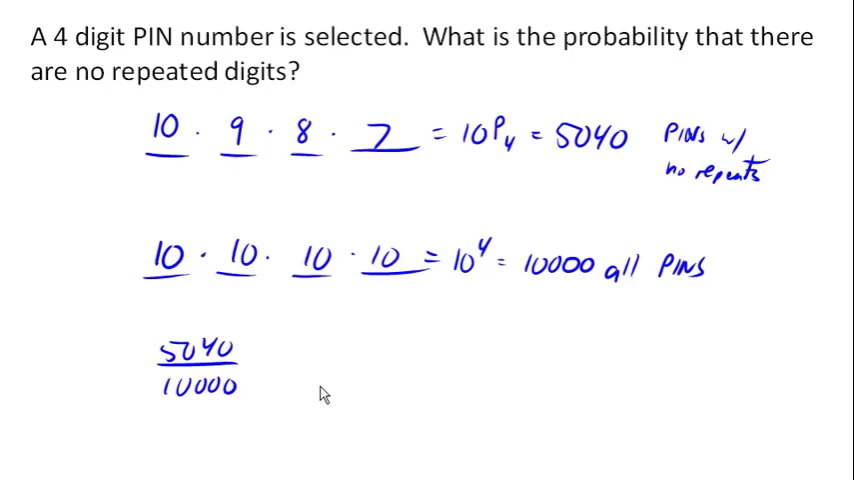 A 4 digit PIN number is selected. What is the probability that there
are no repeated digits?
10 · 9 · 8 · 7 = 10P4 = 5040 PINs w/
no repeats
10 · 10 · 10 · 10 = 10^4 = 10000 all PINS
5040
10000